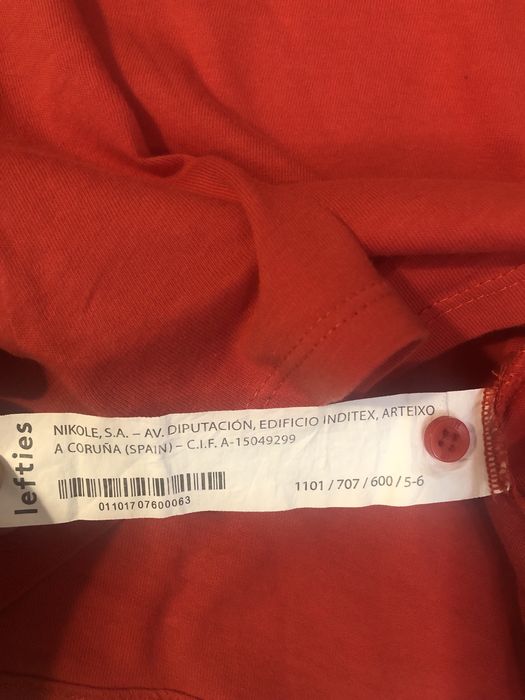 lefties
NIKOLE, S.A. – AV. DIPUTACIÓN, EDIFICIO INDITEX, ARTEIXO
A CORUÑA (SPAIN) – C.I.F. A-15049299
01101707600063
1101 / 707 / 600 / 5-6